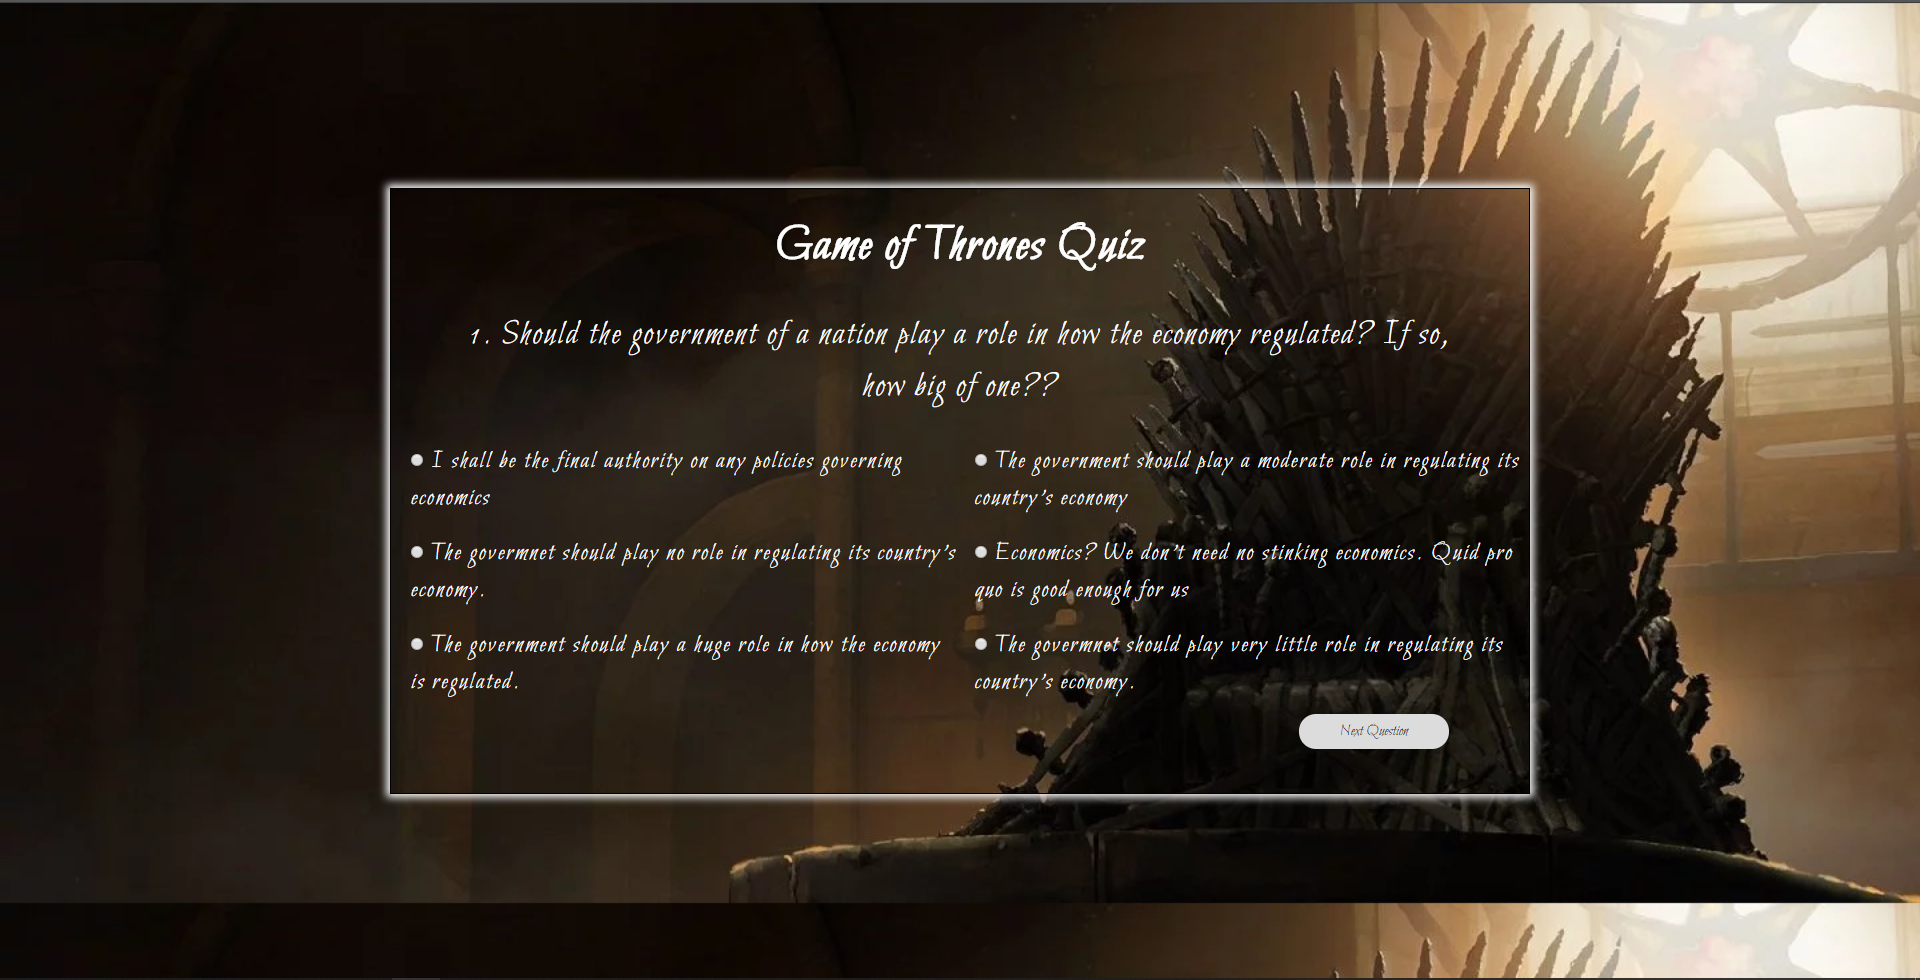 Game of Thrones Quiz
1. Should the government of a nation play a role in how the economy regulated? If so,
how big of one??
I shall be the final authority on any policies governing
economics
The government should play a moderate role in regulating its
country's economy
The govermnet should play no role in regulating its country's
economy.
Economics? We don't need no stinking economics. Quid pro
quo is good enough for us
The government should play a huge role in how the economy
is regulated.
The govermnet should play very little role in regulating its
country's economy.
Next Question